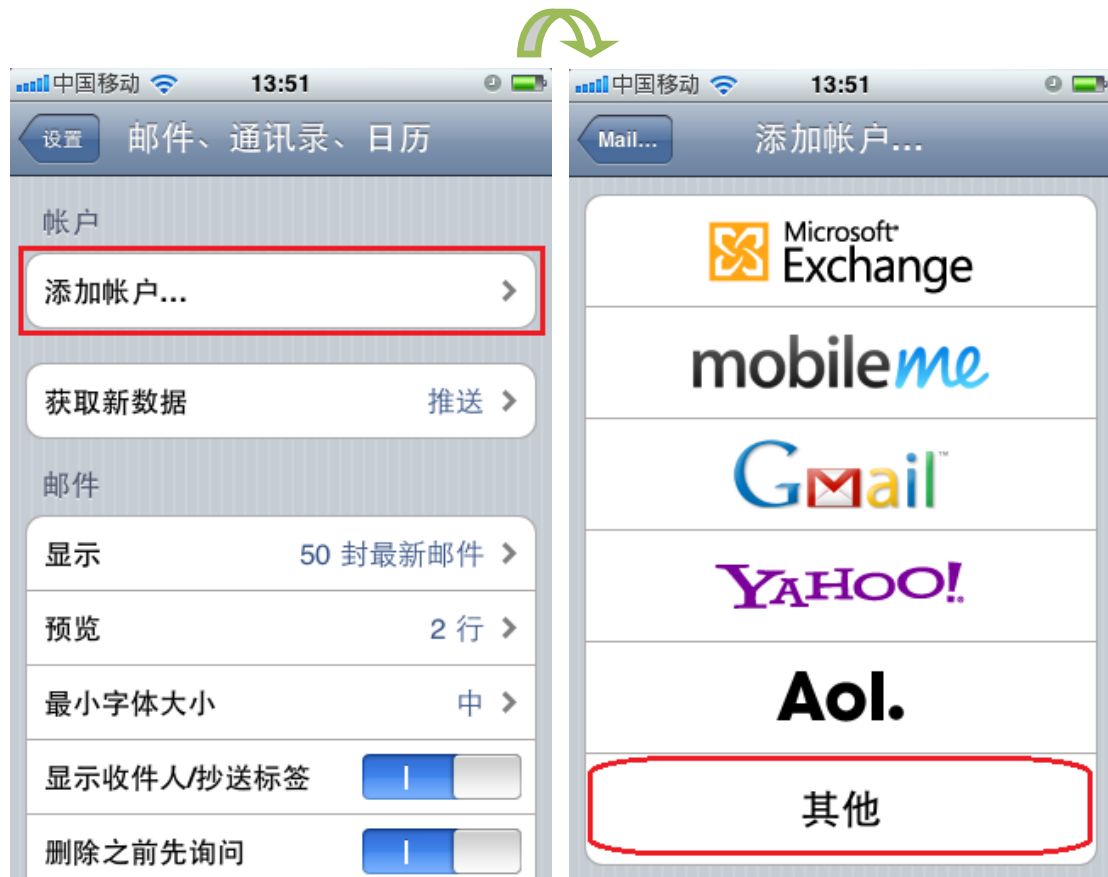 中国移动 13:51
设置 邮件、通讯录、日历
帐户
添加帐户...
获取新数据 推送
邮件
显示 50 封最新邮件
预览 2 行
最小字体大小 中
显示收件人/抄送标签
删除之前先询问
中国移动 13:51
Mail... 添加帐户...
Microsoft®
Exchange
mobileme
Gmail™
YAHOO!®
Aol.
其他